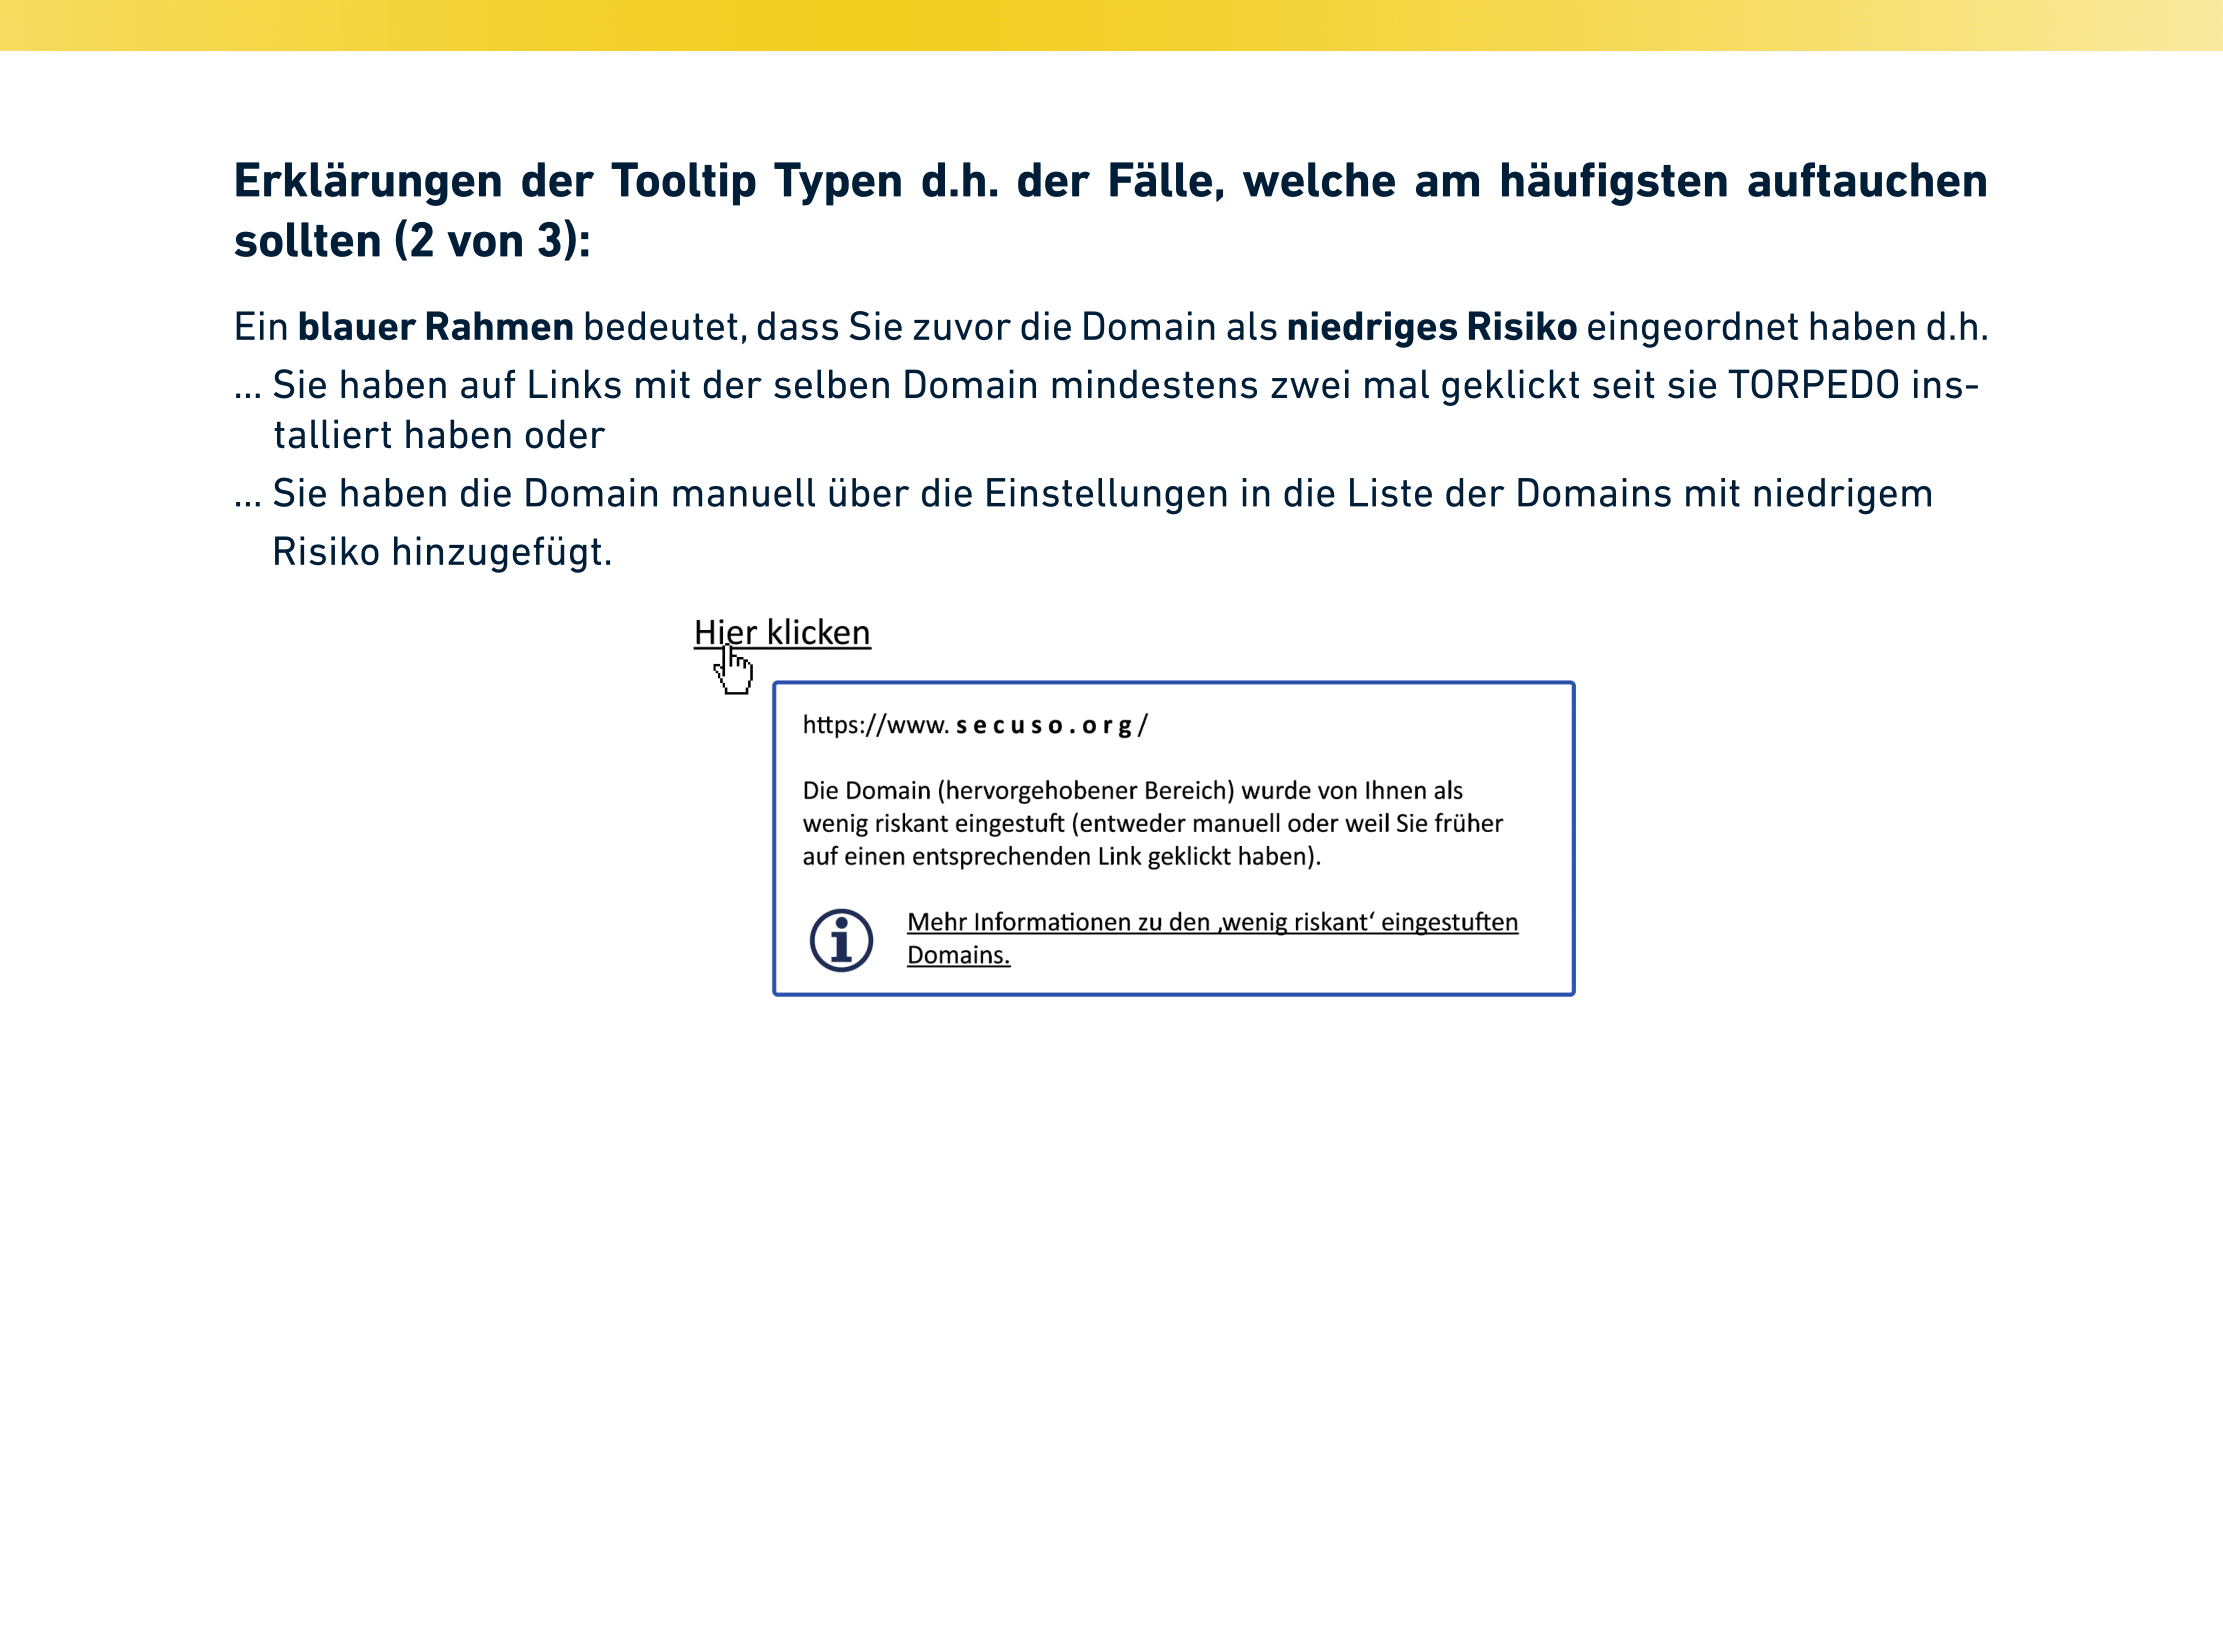 Erklärungen der Tooltip Typen d.h. der Fälle, welche am häufigsten auftauchen
sollten (2 von 3):
Ein blauer Rahmen bedeutet, dass Sie zuvor die Domain als niedriges Risiko eingeordnet haben d.h.
... Sie haben auf Links mit der selben Domain mindestens zwei mal geklickt seit sie TORPEDO ins-
talliert haben oder
... Sie haben die Domain manuell über die Einstellungen in die Liste der Domains mit niedrigem
Risiko hinzugefügt.
Hier klicken
https://www. s e c u s o . o r g /
Die Domain (hervorgehobener Bereich) wurde von Ihnen als
wenig riskant eingestuft (entweder manuell oder weil Sie früher
auf einen entsprechenden Link geklickt haben).
Mehr Informationen zu den ‚wenig riskant‘ eingestuften
Domains.